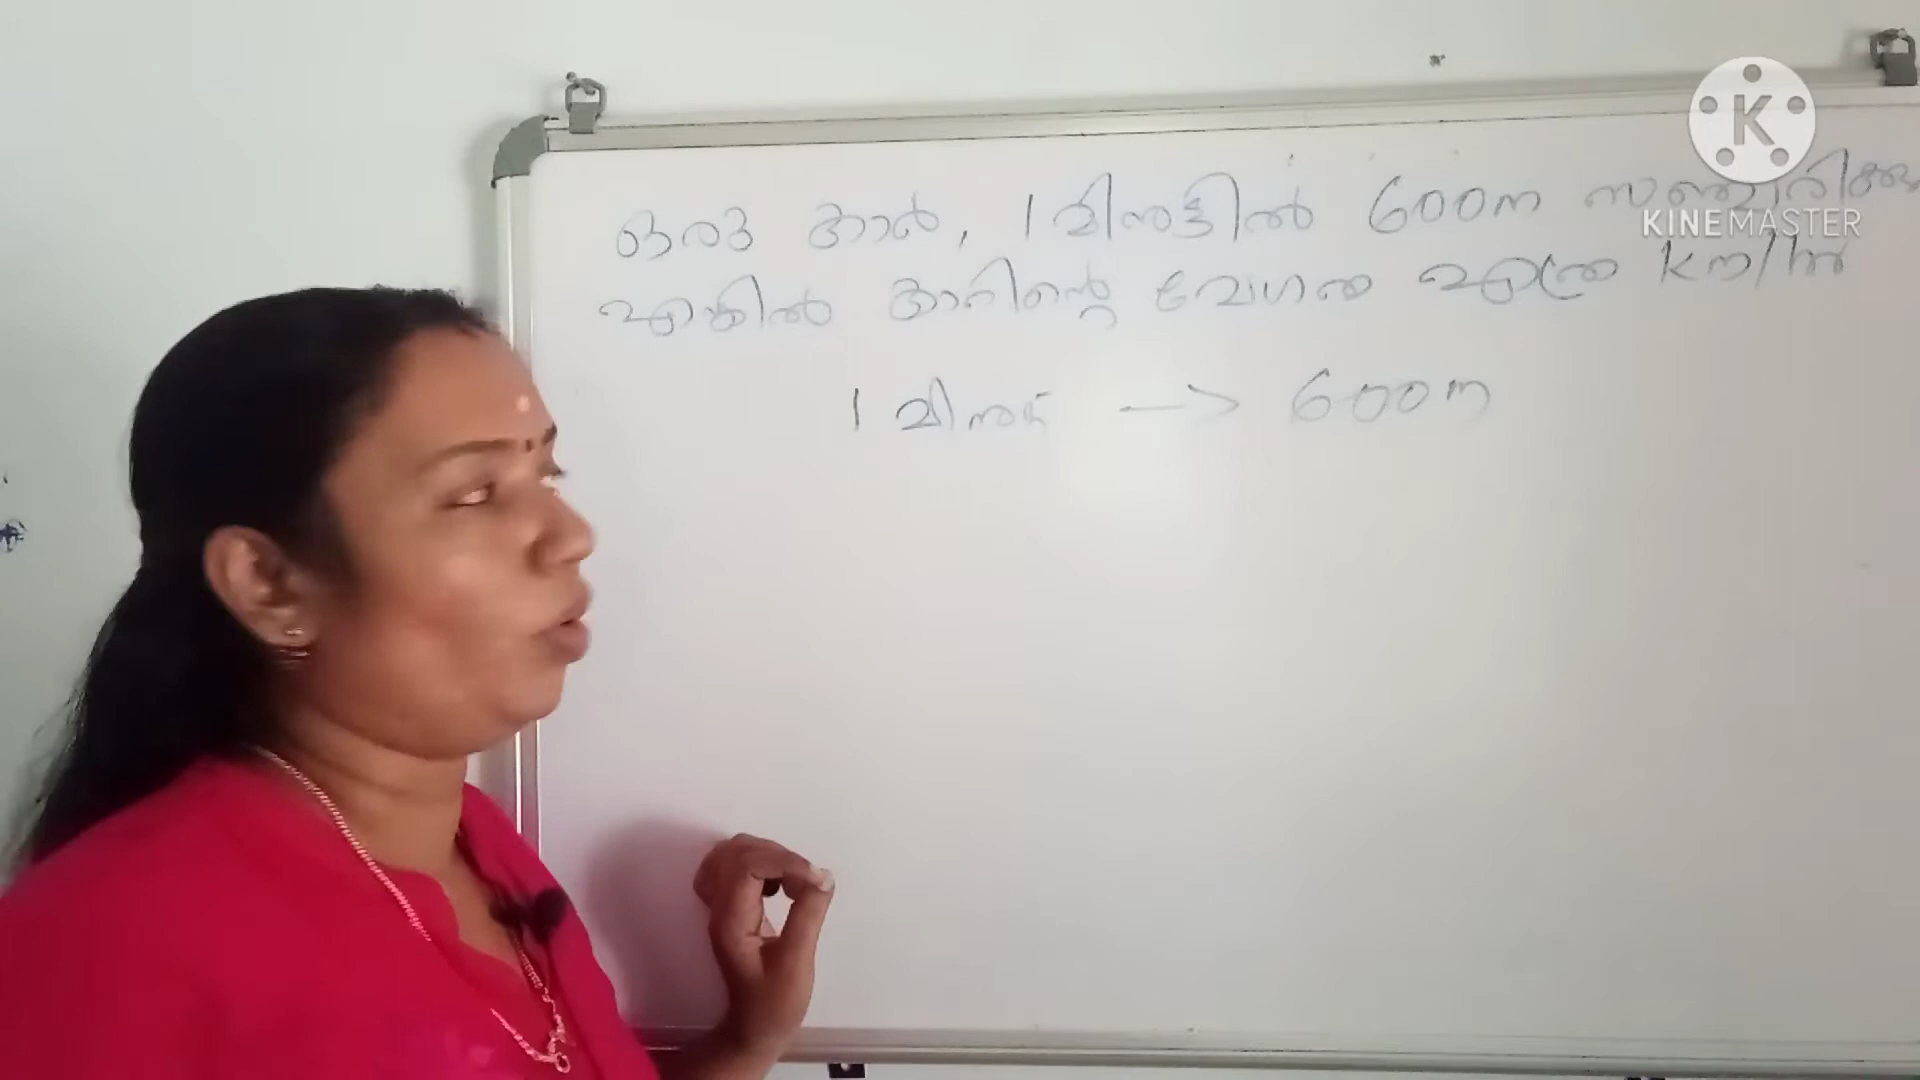 ഒരു കാർ, 1 മിനുട്ടിൽ 600m സഞ്ചരിക്കും
എങ്കിൽ കാറിന്റെ വേഗത എത്ര km/hr
1 മിനുട്ട് → 600m
K
KINEMASTER